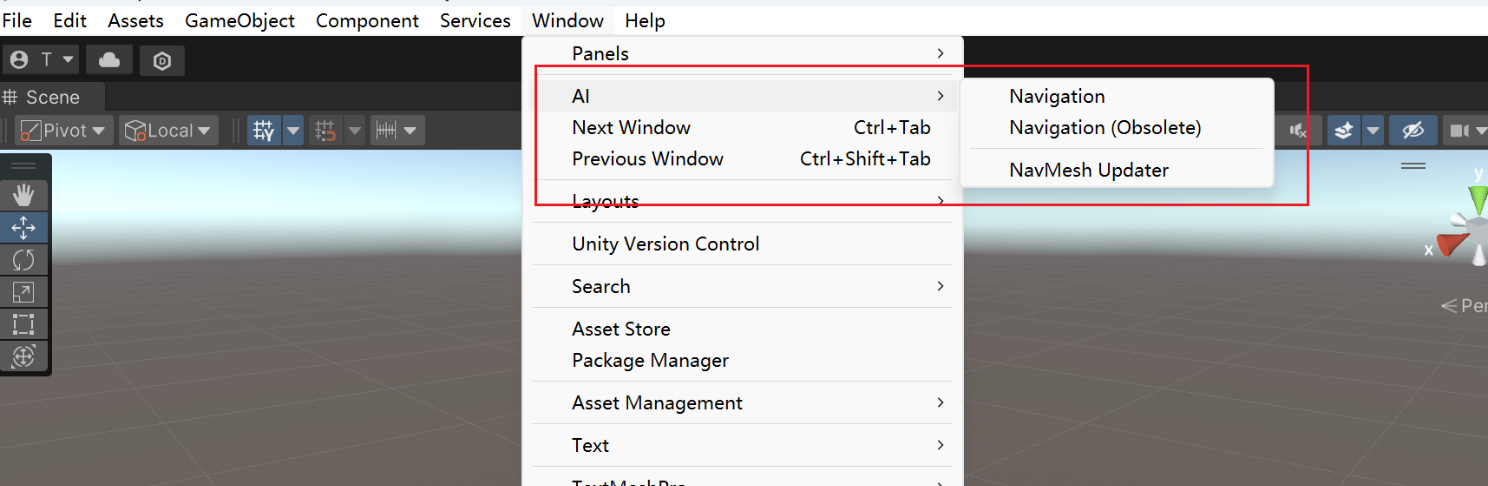 File Edit Assets GameObject Component Services Window Help
T
Scene
Pivot Local
Panels
AI
Next Window Ctrl+Tab
Previous Window Ctrl+Shift+Tab
Layouts
Unity Version Control
Search
Asset Store
Package Manager
Asset Management
Text
TextMeshPro
Navigation
Navigation (Obsolete)
NavMesh Updater
y
x
Per